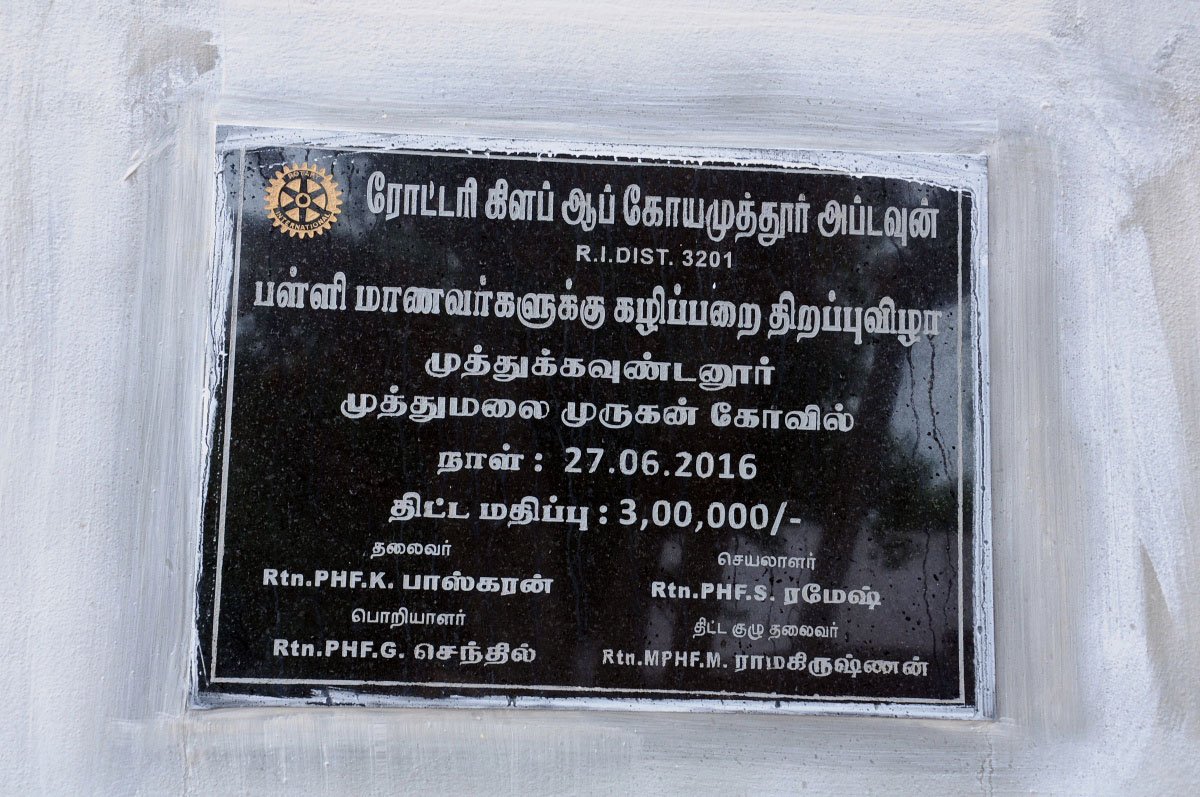 ROTARY
INTERNATIONAL
ரோட்டரி கிளப் ஆப் கோயமுத்தூர் அப்டவுன்
R.I.DIST. 3201
பள்ளி மாணவர்களுக்கு கழிப்பறை திறப்புவிழா
முத்துக்கவுண்டனூர்
முத்துமலை முருகன் கோவில்
நாள் : 27.06.2016
திட்ட மதிப்பு : 3,00,000/-
தலைவர்
Rtn.PHF.K. பாஸ்கரன்
செயலாளர்
Rtn.PHF.S. ரமேஷ்
பொறியாளர்
Rtn.PHF.G. செந்தில்
திட்ட குழு தலைவர்
Rtn.MPHF.M. ராமகிருஷ்ணன்